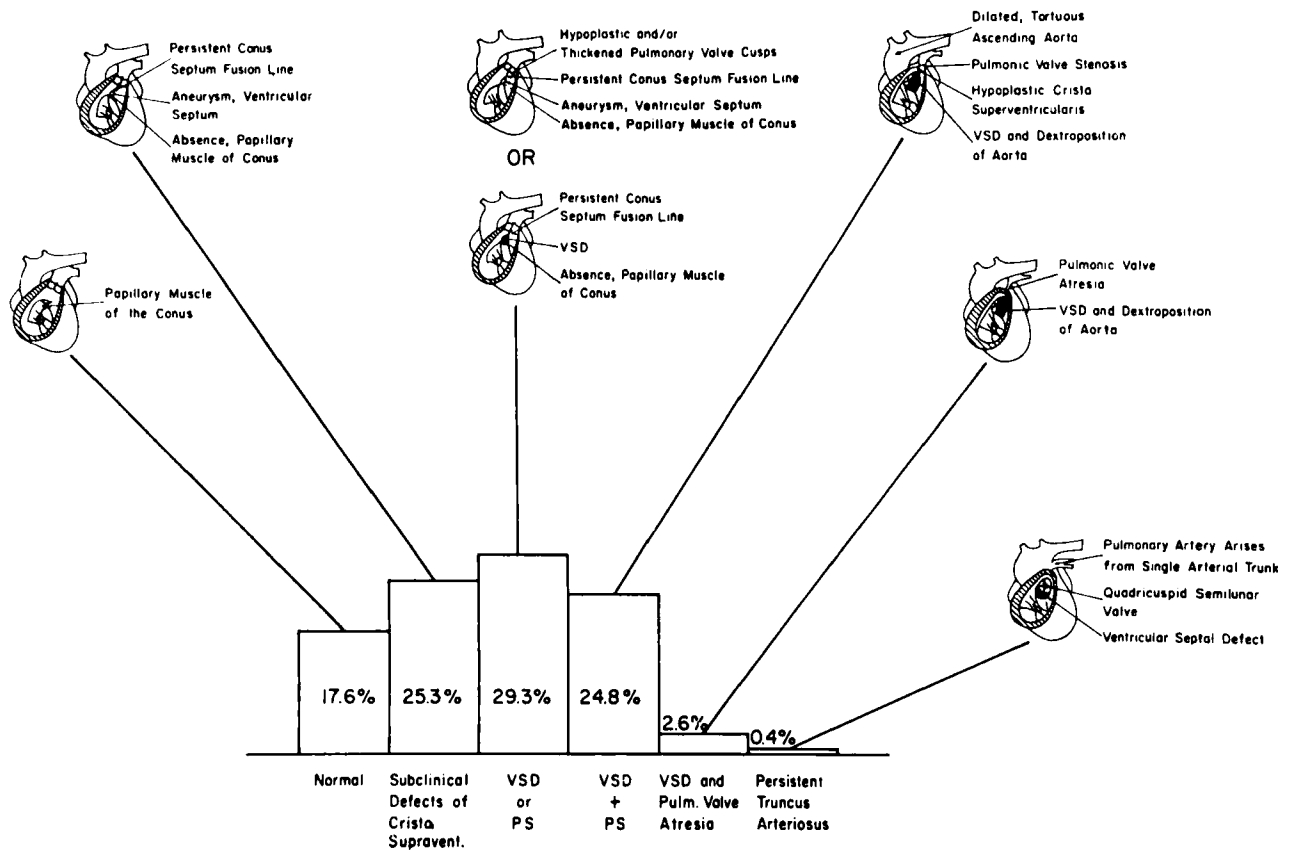 Persistent Conus
Septum Fusion Line
Aneurysm, Ventricular
Septum
Absence, Papillary
Muscle of Conus
Hypoplastic and/or
Thickened Pulmonary Valve Cusps
Persistent Conus Septum Fusion Line
Aneurysm, Ventricular Septum
Absence, Papillary Muscle of Conus
OR
Persistent Conus
Septum Fusion Line
VSD
Absence, Papillary Muscle
of Conus
Dilated, Tortuous
Ascending Aorta
Pulmonic Valve Stenosis
Hypoplastic Crista
Superventricularis
VSD and Dextroposition
of Aorta
Papillary Muscle
of the Conus
Pulmonic Valve
Atresia
VSD and Dextroposition
of Aorta
Pulmonary Artery Arises
from Single Arterial Trunk
Quadricuspid Semilunar
Valve
Ventricular Septal Defect
17.6%
25.3%
29.3%
24.8%
2.6%
0.4%
Normal
Subclinical
Defects of
Crista
Supravent.
VSD
or
PS
VSD
+
PS
VSD and
Pulm. Valve
Atresia
Persistent
Truncus
Arteriosus